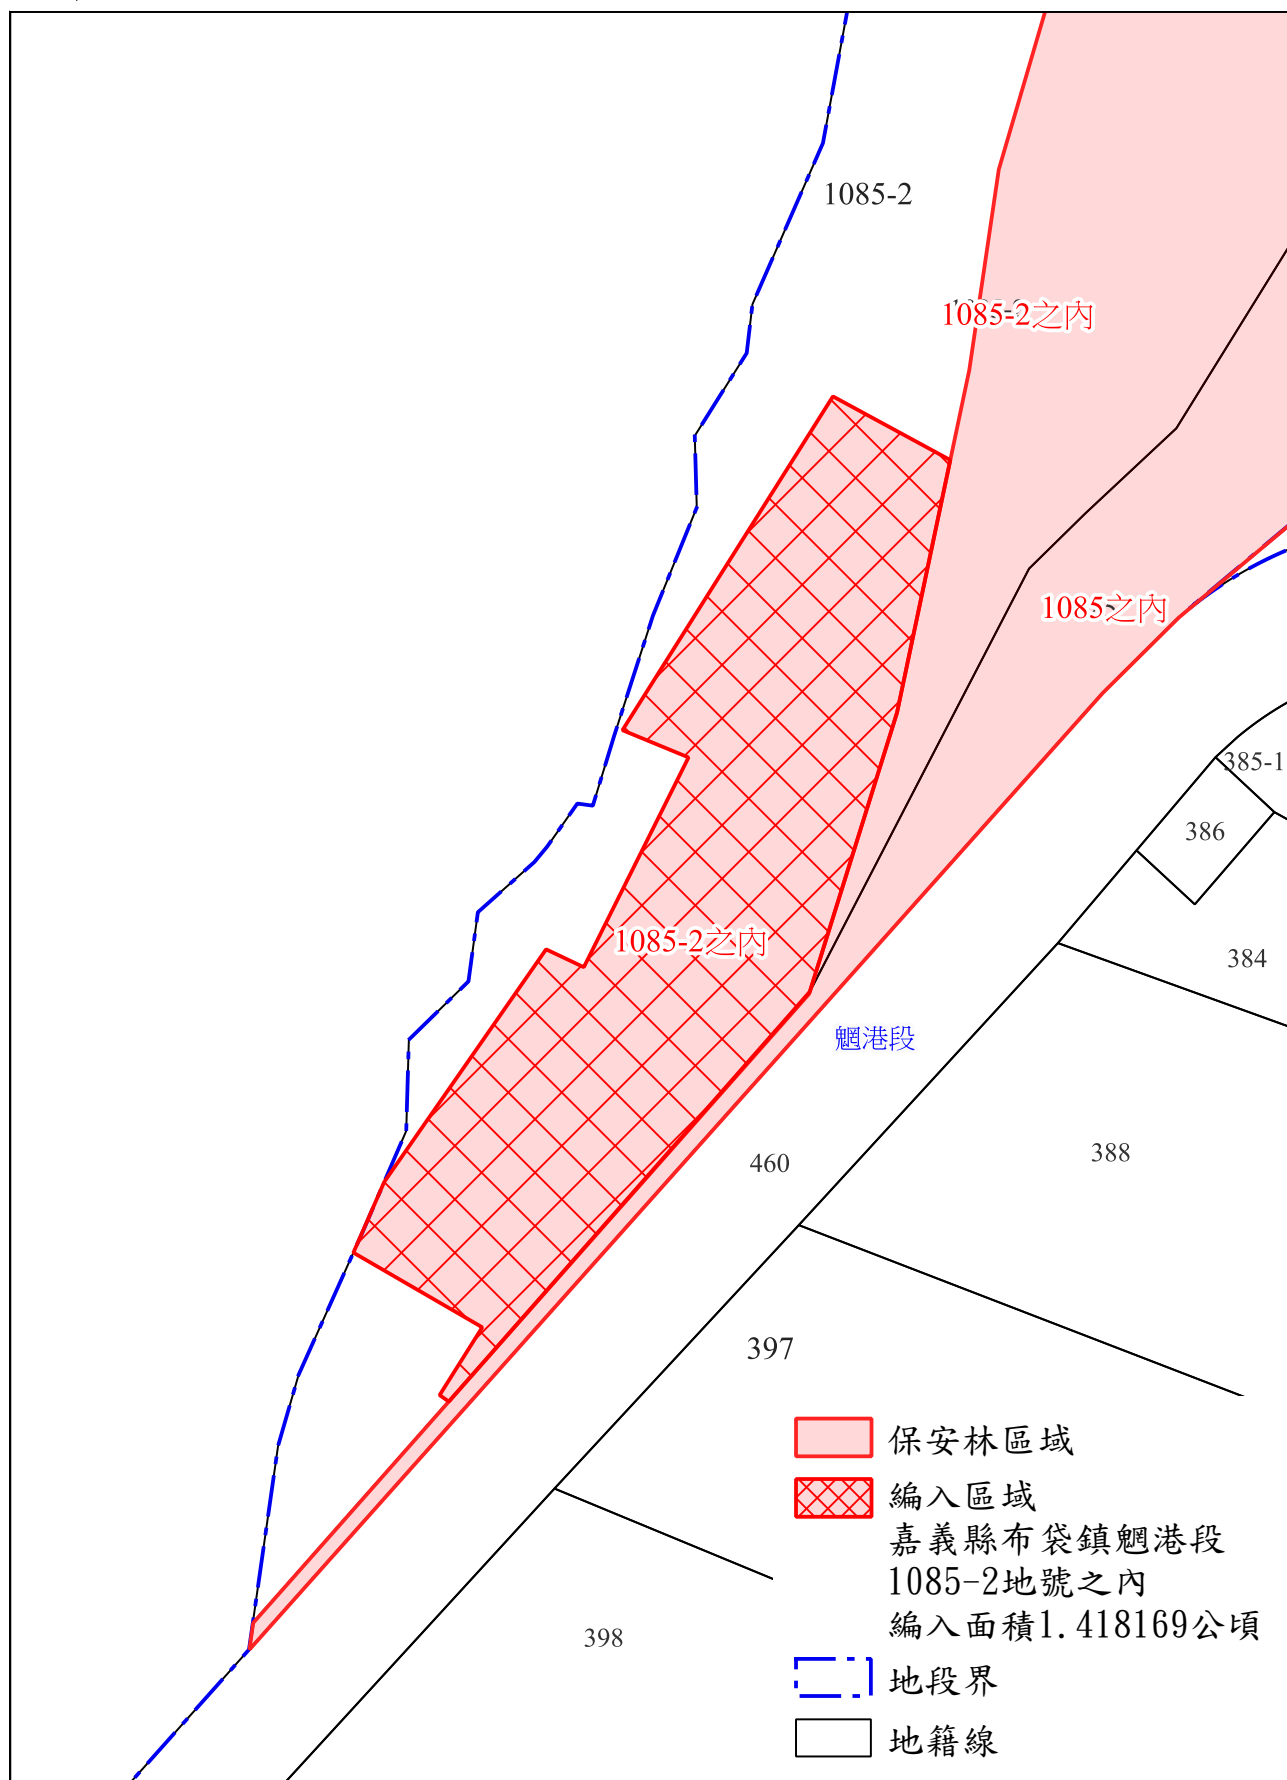 1085-2
1085-2之內
1085之內
385-1
386
384
1085-2之內
魍港段
460
388
397
398
保安林區域
編入區域
嘉義縣布袋鎮魍港段
1085-2地號之內
編入面積1.418169公頃
地段界
地籍線